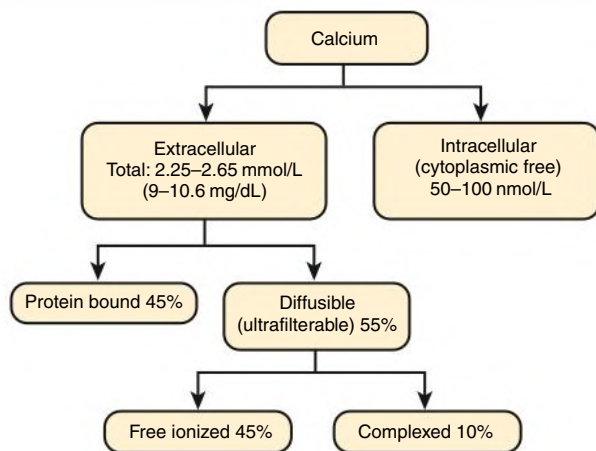 Calcium
Extracellular
Total: 2.25–2.65 mmol/L
(9–10.6 mg/dL)
Intracellular
(cytoplasmic free)
50–100 nmol/L
Protein bound 45%
Diffusible
(ultrafilterable) 55%
Free ionized 45%
Complexed 10%